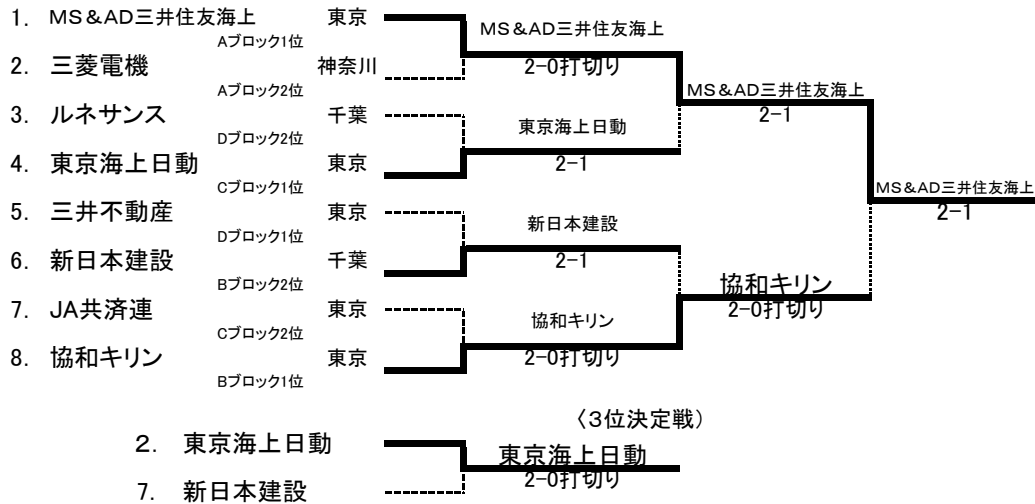 1. MS&AD三井住友海上 東京
Aブロック1位
2. 三菱電機 神奈川
Aブロック2位
3. ルネサンス 千葉
Dブロック2位
4. 東京海上日動 東京
Cブロック1位
5. 三井不動産 東京
Dブロック1位
6. 新日本建設 千葉
Bブロック2位
7. JA共済連 東京
Cブロック2位
8. 協和キリン 東京
Bブロック1位
MS&AD三井住友海上
2-0打切り
東京海上日動
2-1
新日本建設
2-1
協和キリン
2-0打切り
MS&AD三井住友海上
2-1
協和キリン
2-0打切り
MS&AD三井住友海上
2-1
〈3位決定戦)
2. 東京海上日動
7. 新日本建設
東京海上日動
2-0打切り